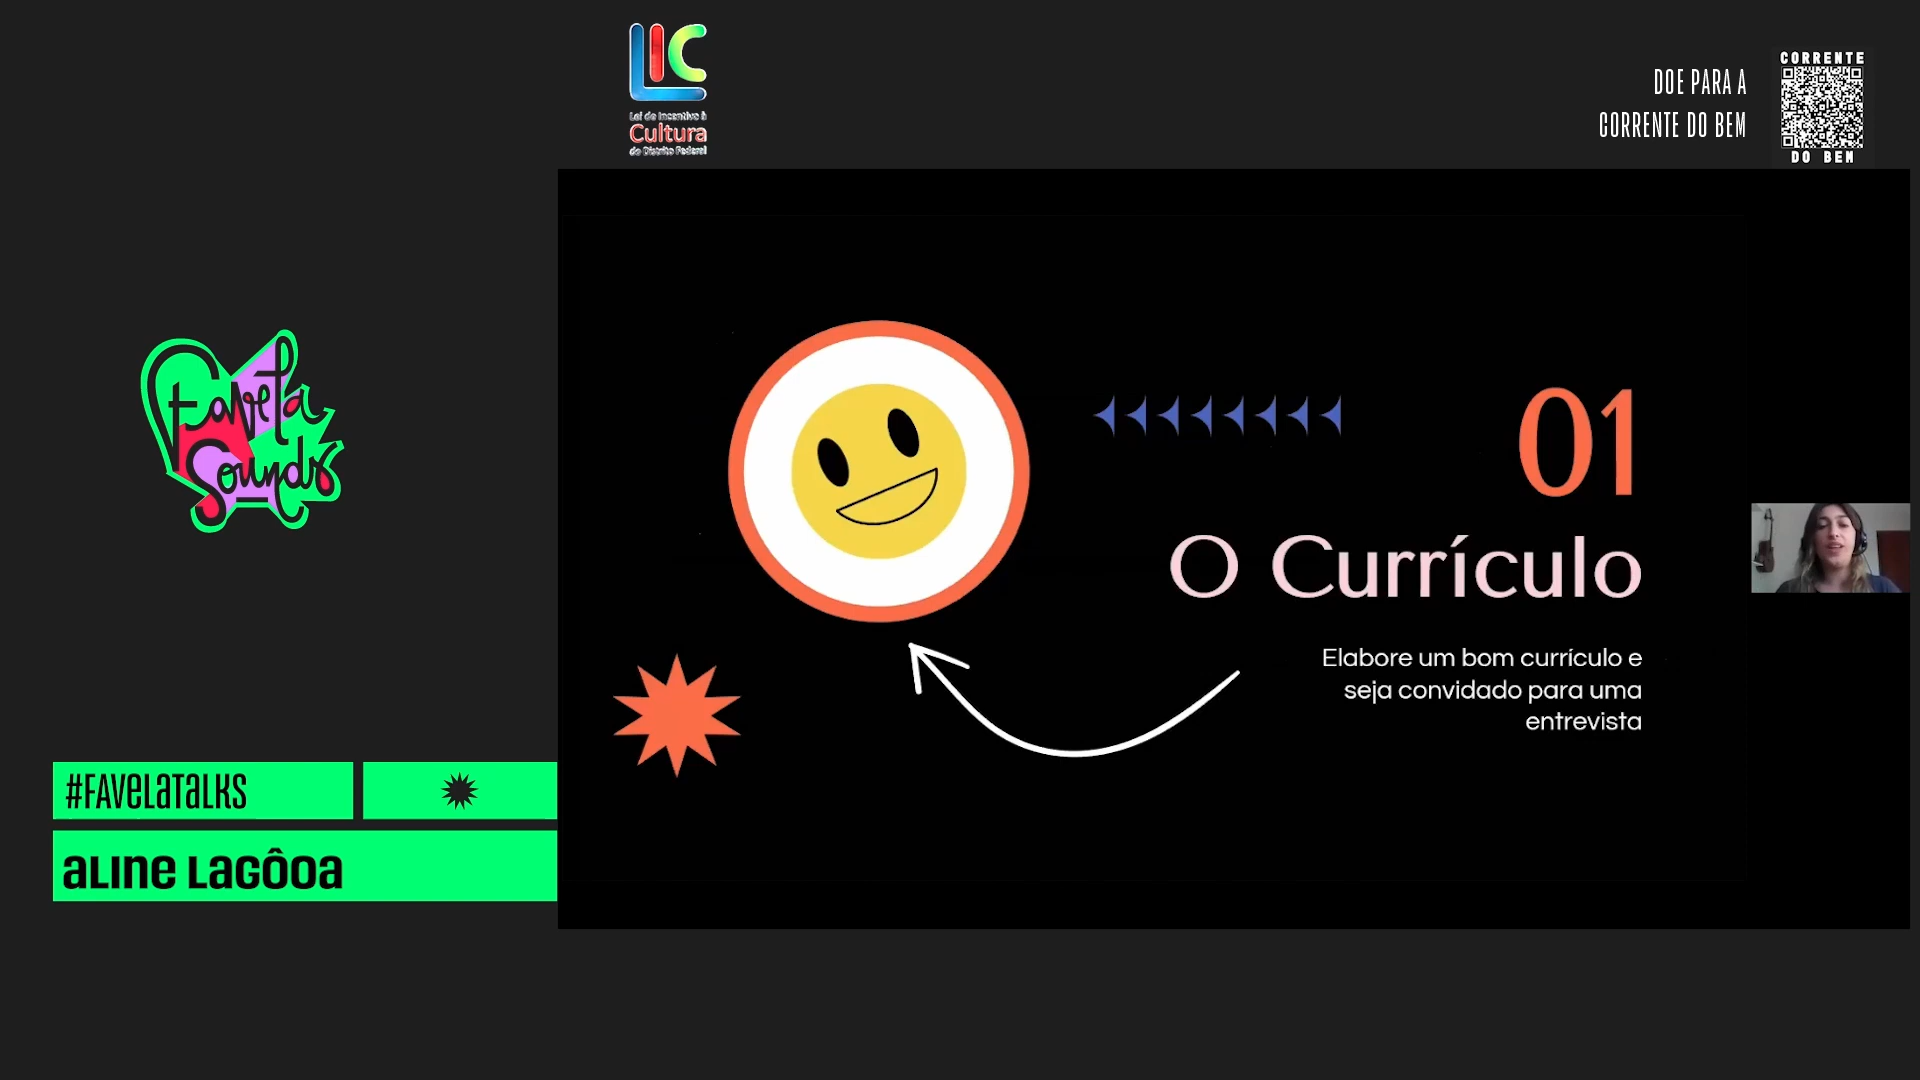 LIC
Lei de Incentivo à
Cultura
do Distrito Federal
DOE PARA A
CORRENTE DO BEM
CORRENTE
DO BEM
Favela
Sounds
01
O Currículo
Elabore um bom currículo e
seja convidado para uma
entrevista
#FAVELATALKS
ALINE LAGÔOA